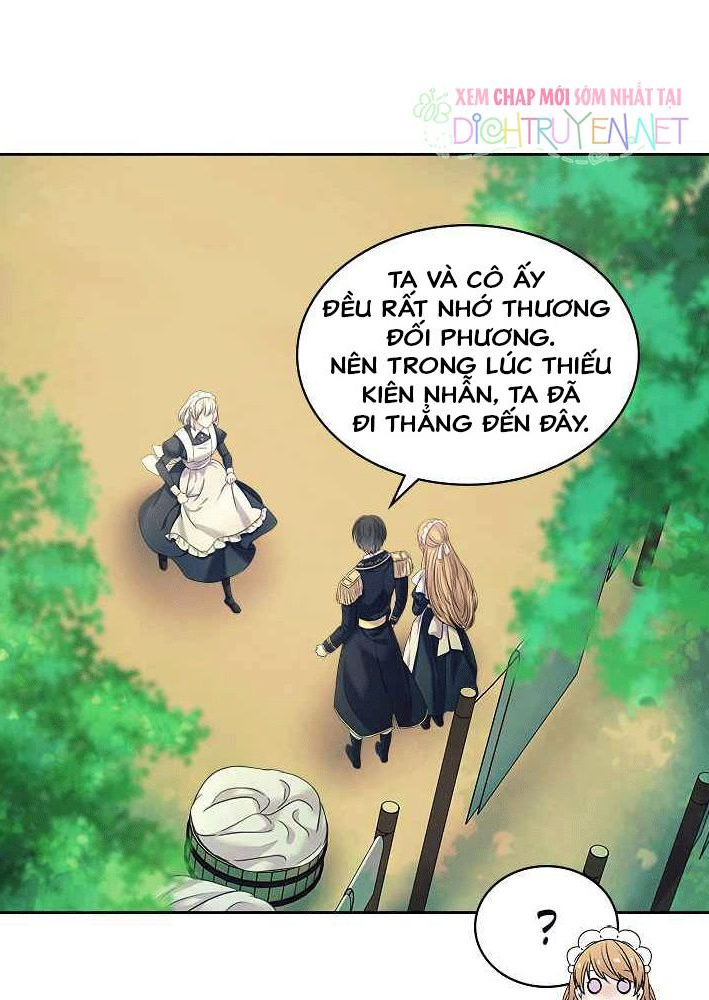 XEM CHAP MỚI SỚM NHẤT TẠI
DICHTRUYEN.NET
TA VÀ CÔ ẤY
ĐỀU RẤT NHỚ THƯƠNG
ĐỐI PHƯƠNG.
NÊN TRONG LÚC THIẾU
KIÊN NHẪN, TA ĐÃ
ĐI THẲNG ĐẾN ĐÂY.
?